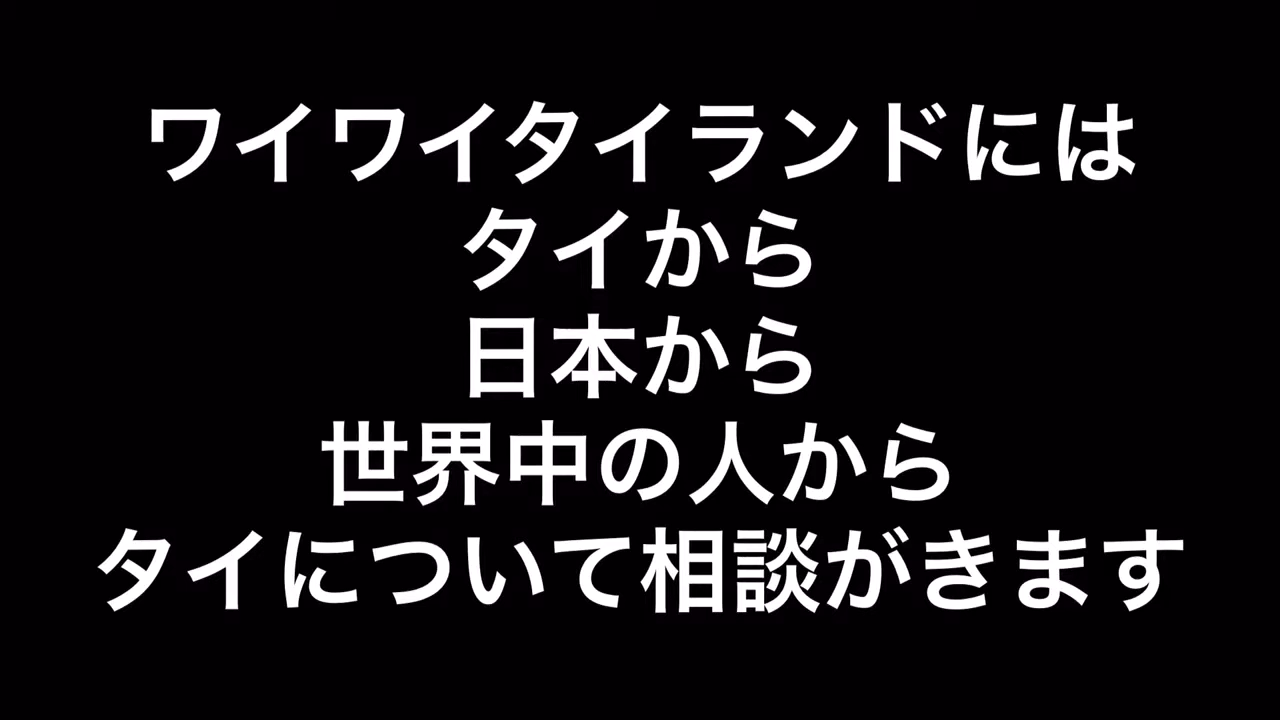 ワイワイタイランドには
タイから
日本から
世界中の人から
タイについて相談がきます